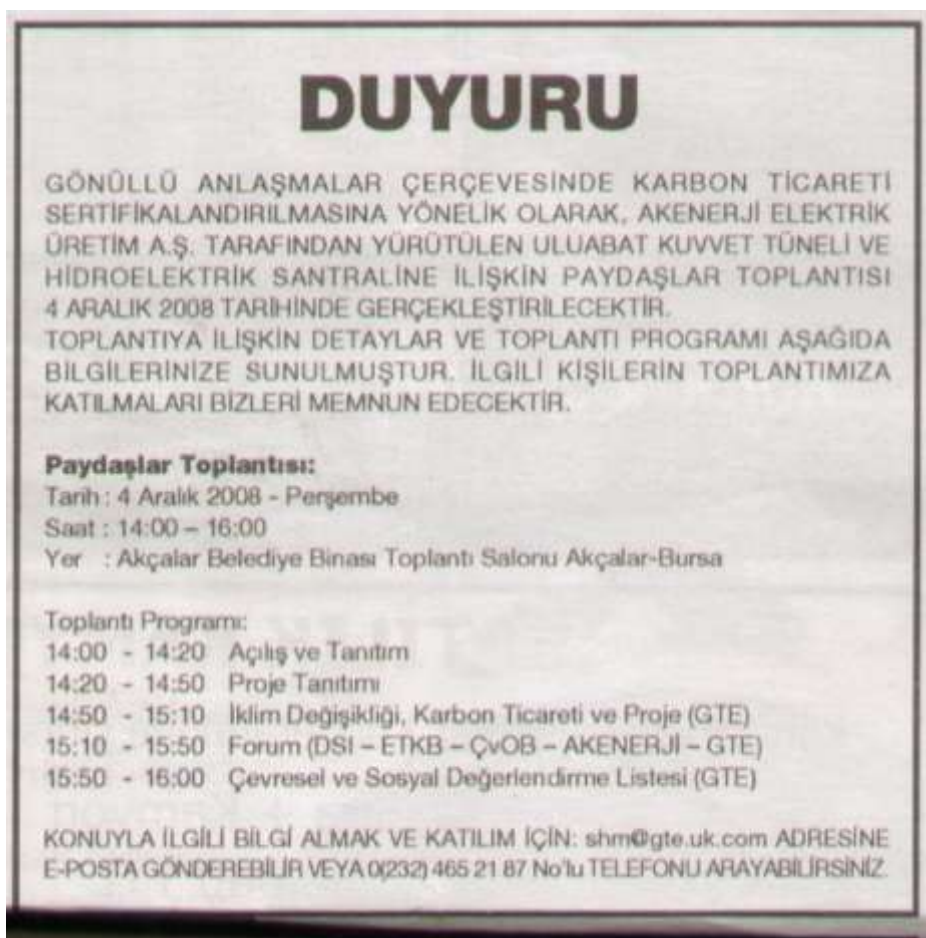 DUYURU
GÖNÜLLÜ ANLAŞMALAR ÇERÇEVESİNDE KARBON TİCARETİ
SERTİFİKALANDIRILMASINA YÖNELİK OLARAK, AKENERJİ ELEKTRİK
ÜRETİM A.Ş. TARAFINDAN YÜRÜTÜLEN ULUABAT KUVVET TÜNELİ VE
HİDROELEKTRİK SANTRALİNE İLİŞKİN PAYDAŞLAR TOPLANTISI
4 ARALIK 2008 TARİHİNDE GERÇEKLEŞTİRİLECEKTİR.
TOPLANTIYA İLİŞKİN DETAYLAR VE TOPLANTI PROGRAMI AŞAĞIDA
BİLGİLERİNİZE SUNULMUŞTUR. İLGİLİ KİŞİLERİN TOPLANTIMIZA
KATILMALARI BİZLERİ MEMNUN EDECEKTİR.
Paydaşlar Toplantısı:
Tarih : 4 Aralık 2008 - Perşembe
Saat : 14:00 – 16:00
Yer : Akçalar Belediye Binası Toplantı Salonu Akçalar-Bursa
Toplantı Programı:
14:00 - 14:20 Açılış ve Tanıtım
14:20 - 14:50 Proje Tanıtımı
14:50 - 15:10 İklim Değişikliği, Karbon Ticareti ve Proje (GTE)
15:10 - 15:50 Forum (DSI – ETKB – ÇvOB – AKENERJİ – GTE)
15:50 - 16:00 Çevresel ve Sosyal Değerlendirme Listesi (GTE)
KONUYLA İLGİLİ BİLGİ ALMAK VE KATILIM İÇİN: shm@gte.uk.com ADRESİNE
E-POSTA GÖNDEREBİLİR VEYA 0(232) 465 21 87 No'lu TELEFONU ARAYABİLİRSİNİZ.